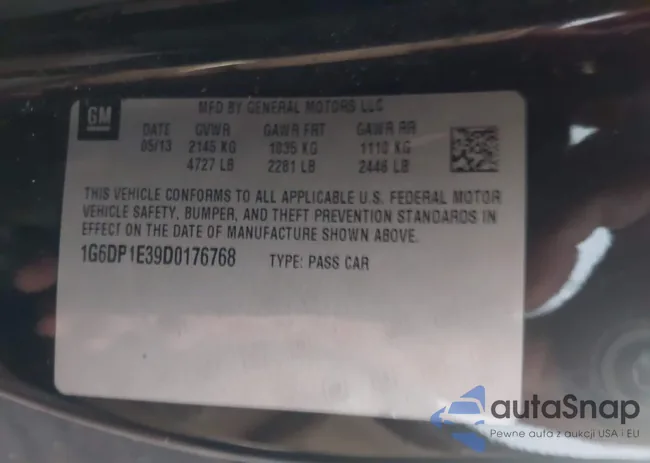 GM
MFD BY GENERAL MOTORS LLC
DATE GVWR GAWR FRT GAWR RR
05/13 2145 KG 1035 KG 1110 KG
4727 LB 2281 LB 2446 LB
THIS VEHICLE CONFORMS TO ALL APPLICABLE U.S. FEDERAL MOTOR
VEHICLE SAFETY, BUMPER, AND THEFT PREVENTION STANDARDS IN
EFFECT ON THE DATE OF MANUFACTURE SHOWN ABOVE.
1G6DP1E39D0176768 TYPE: PASS CAR
autaSnap
Pewne auta z aukcji USA i EU